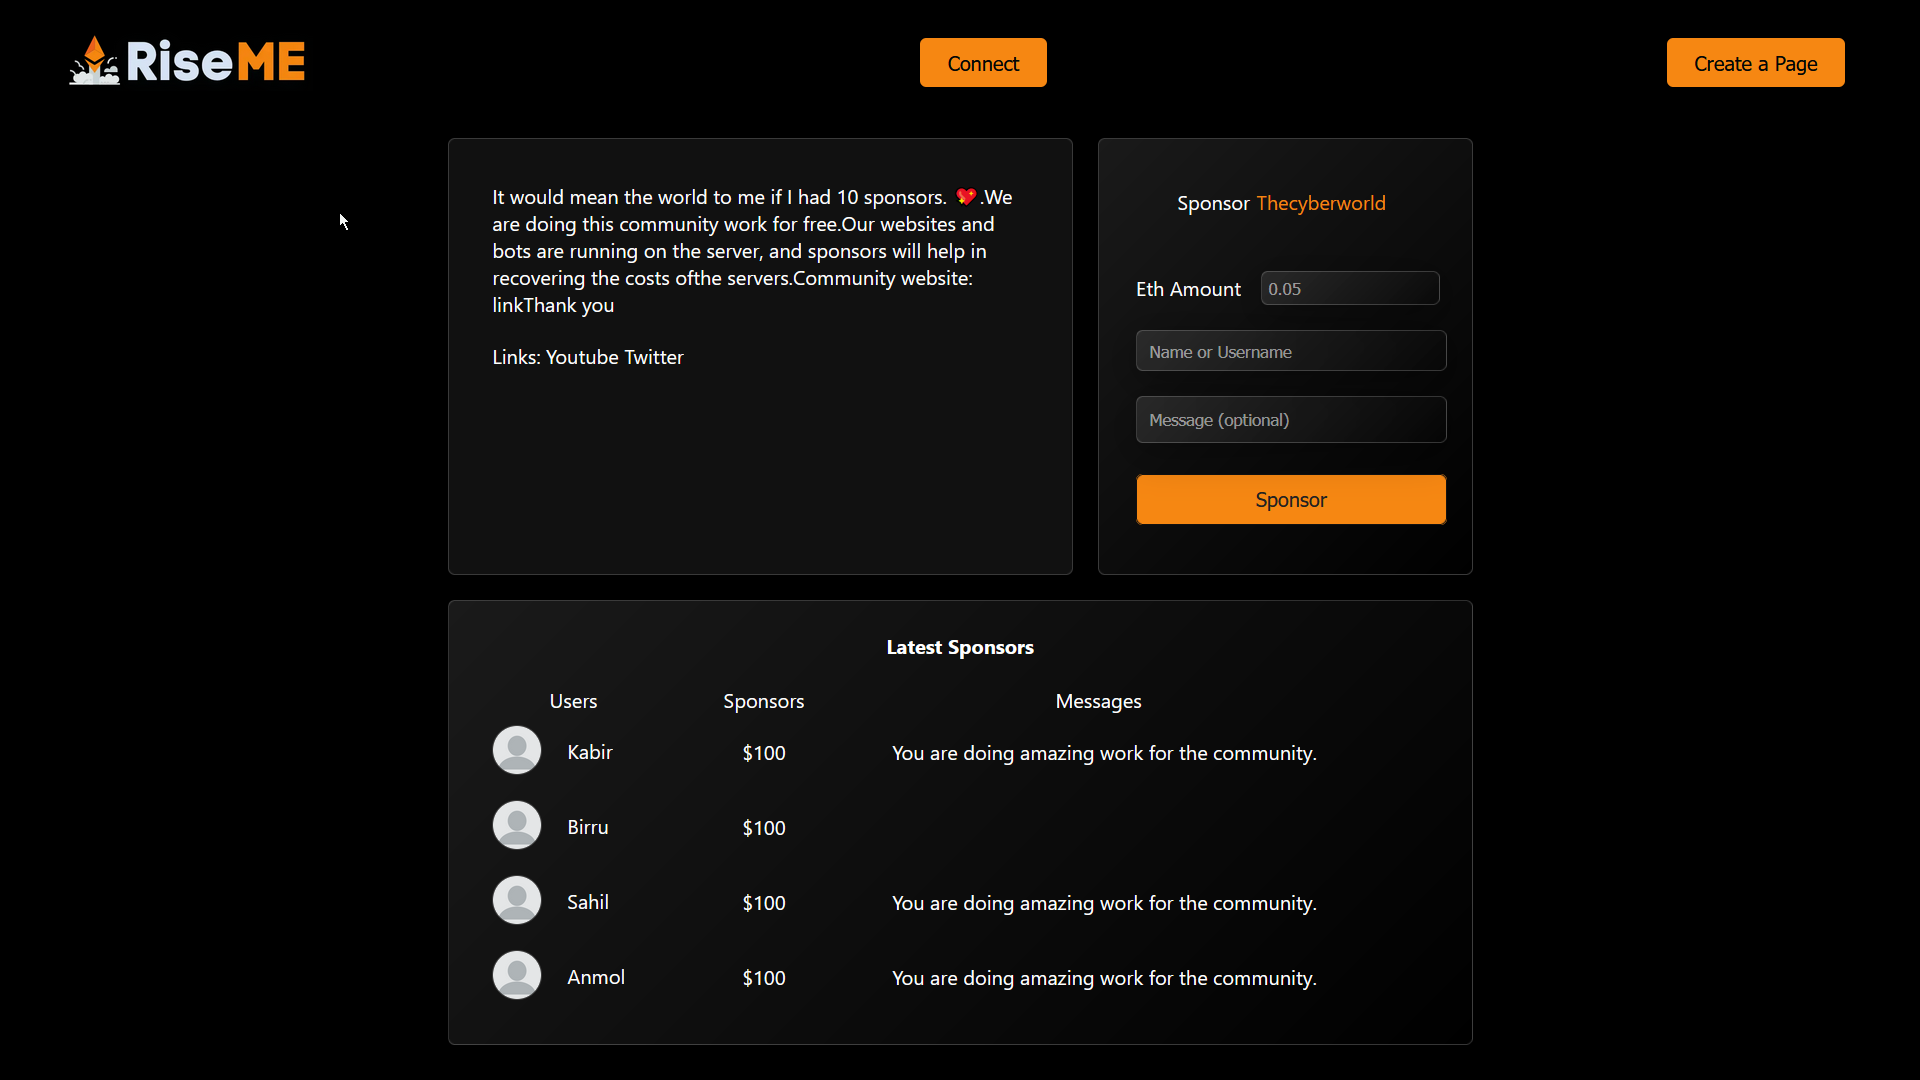 RiseME
Connect
Create a Page
It would mean the world to me if I had 10 sponsors. 💖.We
are doing this community work for free.Our websites and
bots are running on the server, and sponsors will help in
recovering the costs ofthe servers.Community website:
linkThank you
Links: Youtube Twitter
Sponsor Thecyberworld
Eth Amount 0.05
Name or Username
Message (optional)
Sponsor
Latest Sponsors
Users Sponsors Messages
Kabir $100 You are doing amazing work for the community.
Birru $100
Sahil $100 You are doing amazing work for the community.
Anmol $100 You are doing amazing work for the community.